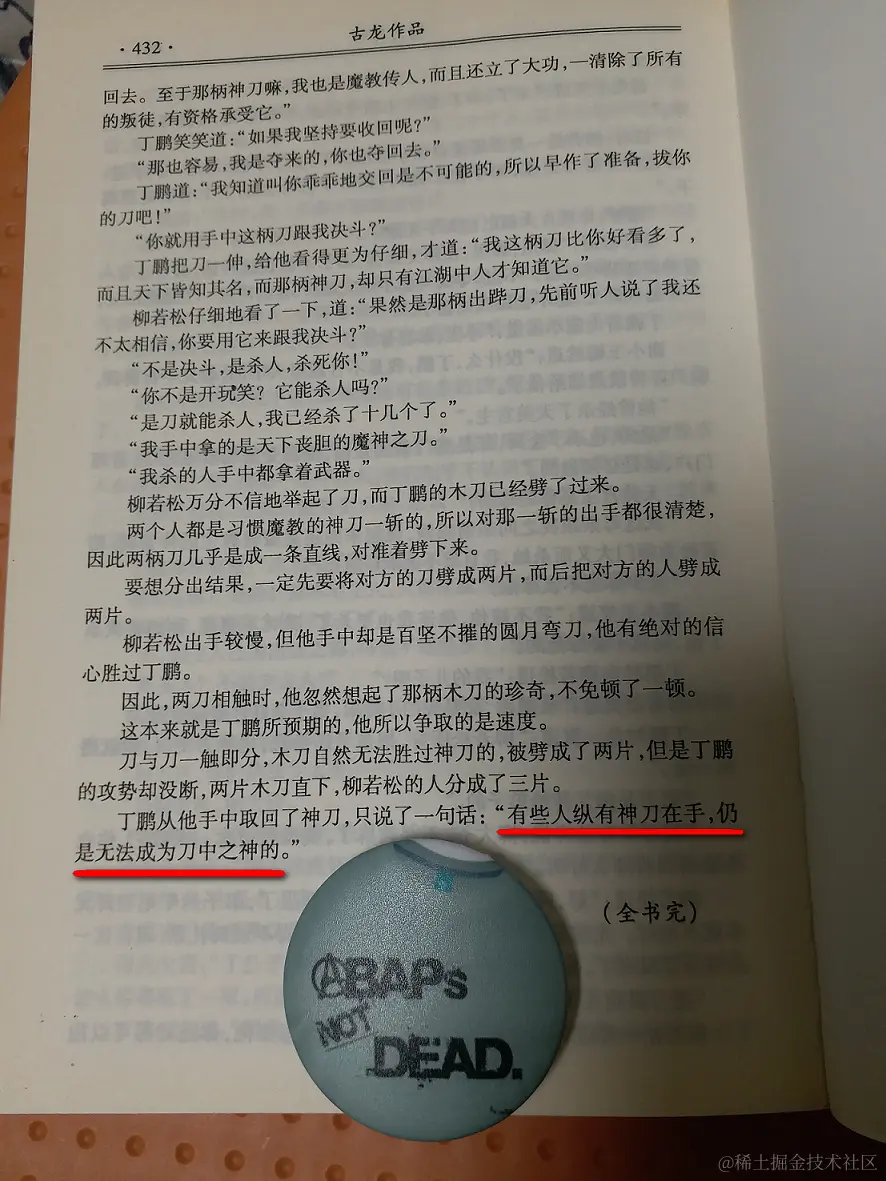 ·432·
古龙作品
回去。至于那柄神刀嘛,我也是魔教传人,而且还立了大功,一清除了所有
的叛徒,有资格承受它。”
丁鹏笑笑道:“如果我坚持要收回呢?”
“那也容易,我是夺来的,你也夺回去。”
丁鹏道:“我知道叫你乖乖地交回是不可能的,所以早作了准备,拔你
的刀吧!”
“你就用手中这柄刀跟我决斗?”
丁鹏把刀一伸,给他看得更为仔细,才道:“我这柄刀比你好看多了,
而且天下皆知其名,而那柄神刀,却只有江湖中人才知道它。”
柳若松仔细地看了一下,道:“果然是那柄出跸刀,先前听人说了我还
不太相信,你要用它来跟我决斗?”
“不是决斗,是杀人,杀死你!”
“你不是开玩笑?它能杀人吗?”
“是刀就能杀人,我已经杀了十几个了。”
“我手中拿的是天下丧胆的魔神之刀。”
“我杀的人手中都拿着武器。”
柳若松万分不信地举起了刀,而丁鹏的木刀已经劈了过来。
两个人都是习惯魔教的神刀一斩的,所以对那一斩的出手都很清楚,
因此两柄刀几乎是成一条直线,对准着劈下来。
要想分出结果,一定先要将对方的刀劈成两片,而后把对方的人劈成
两片。
柳若松出手较慢,但他手中却是百坚不摧的圆月弯刀,他有绝对的信
心胜过丁鹏。
因此,两刀相触时,他忽然想起了那柄木刀的珍奇,不免顿了一顿。
这本来就是丁鹏所预期的,他所以争取的是速度。
刀与刀一触即分,木刀自然无法胜过神刀的,被劈成了两片,但是丁鹏
的攻势却没断,两片木刀直下,柳若松的人分成了三片。
丁鹏从他手中取回了神刀,只说了一句话:“有些人纵有神刀在手,仍
是无法成为刀中之神的。”
(全书完)
ABAPs
NOT
DEAD.
@稀土掘金技术社区